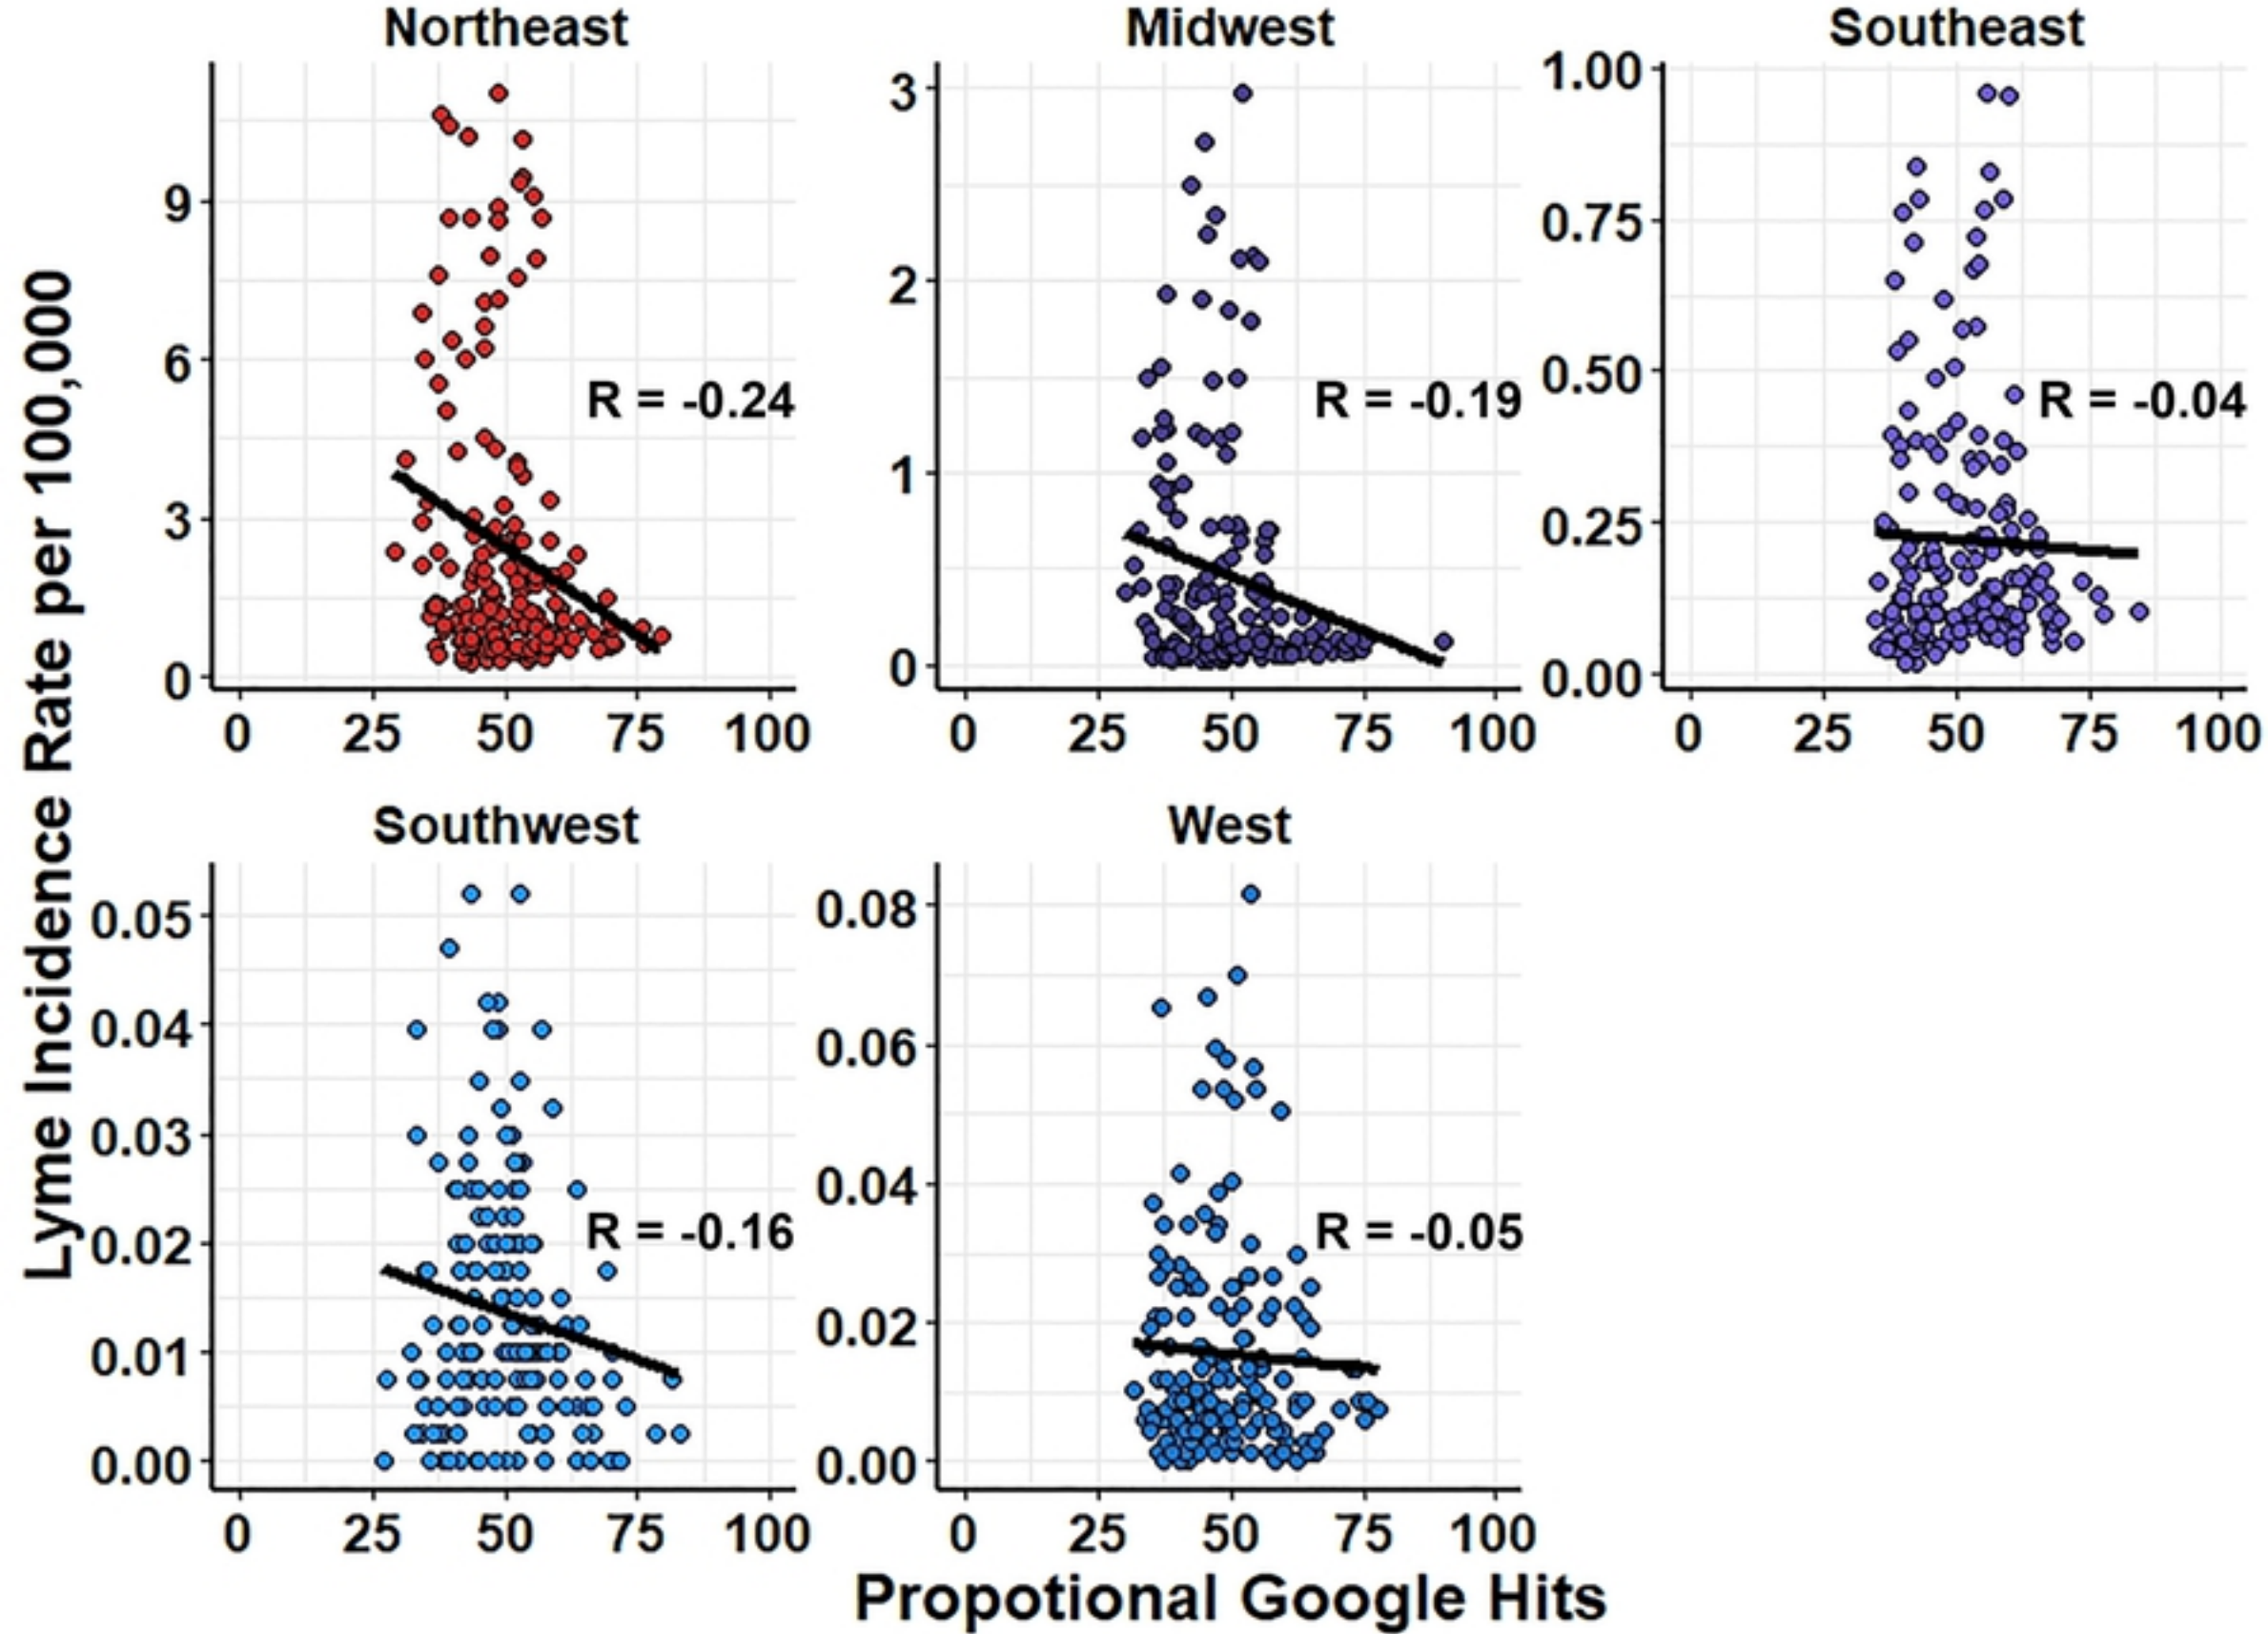 Northeast
Midwest
Southeast
Lyme Incidence Rate per 100,000
9
6
3
0
R = -0.24
0 25 50 75 100
3
2
1
0
R = -0.19
0 25 50 75 100
1.00
0.75
0.50
0.25
0.00
R = -0.04
0 25 50 75 100
Southwest
West
0.05
0.04
0.03
0.02
0.01
0.00
R = -0.16
0 25 50 75 100
0.08
0.06
0.04
0.02
0.00
R = -0.05
0 25 50 75 100
Propotional Google Hits